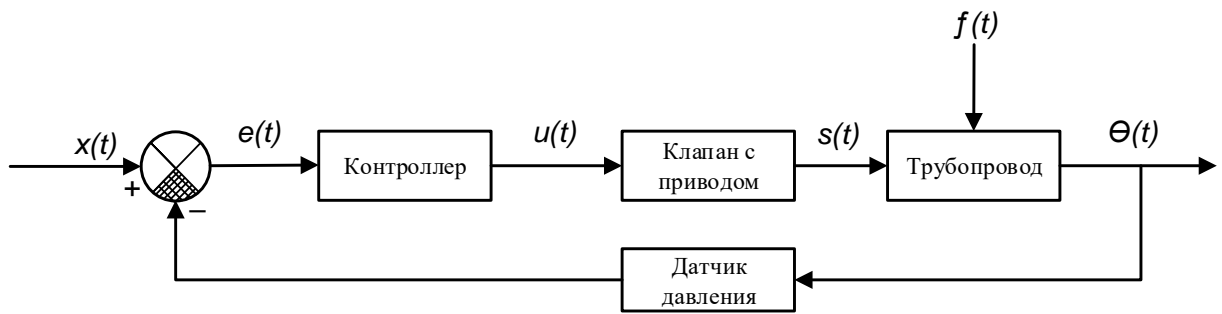 f(t)
x(t)
e(t)
Контроллер
u(t)
Клапан с
приводом
s(t)
Трубопровод
Θ(t)
+
−
Датчик
давления